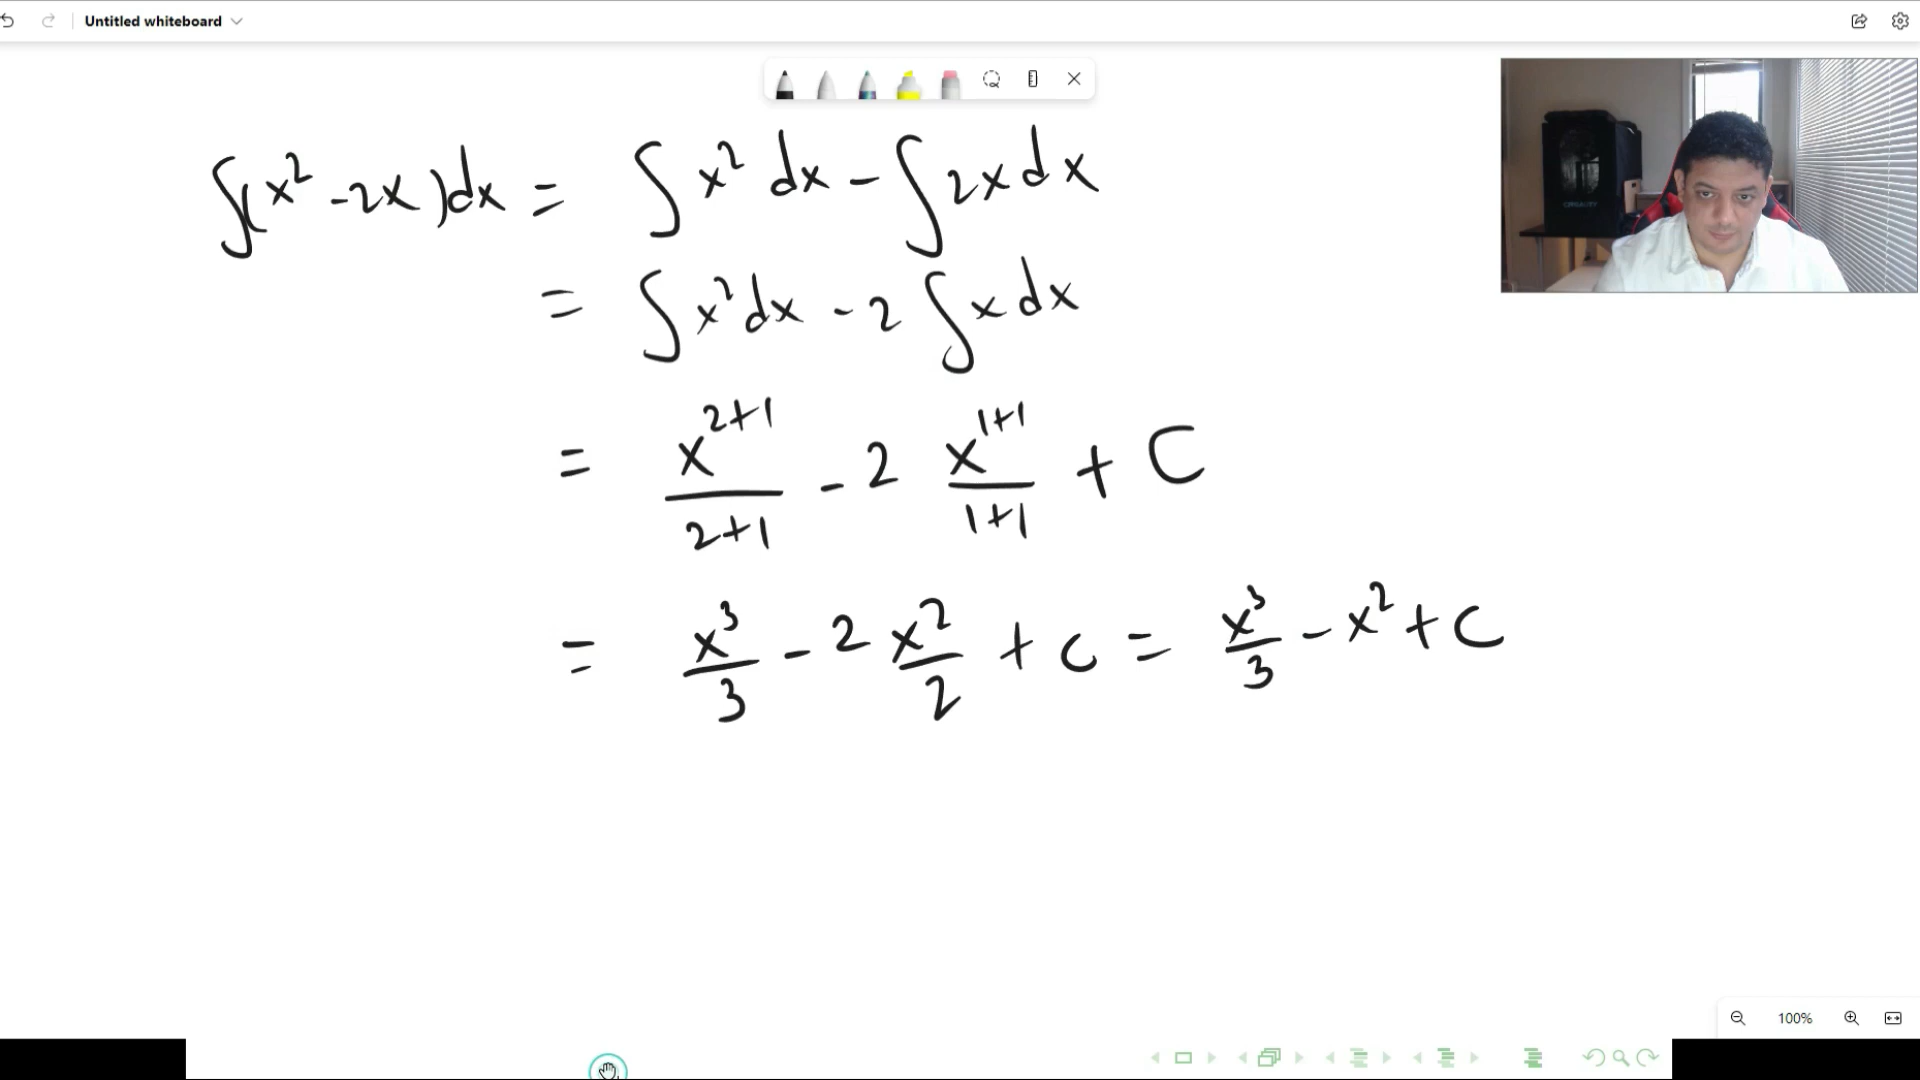 Untitled whiteboard
∫(x² -2x)dx = ∫x² dx - ∫2x dx
= ∫x² dx - 2 ∫x dx
= x^(2+1)/(2+1) - 2 x^(1+1)/(1+1) + C
= x³/3 - 2 x²/2 + c = x³/3 - x² + C
100%